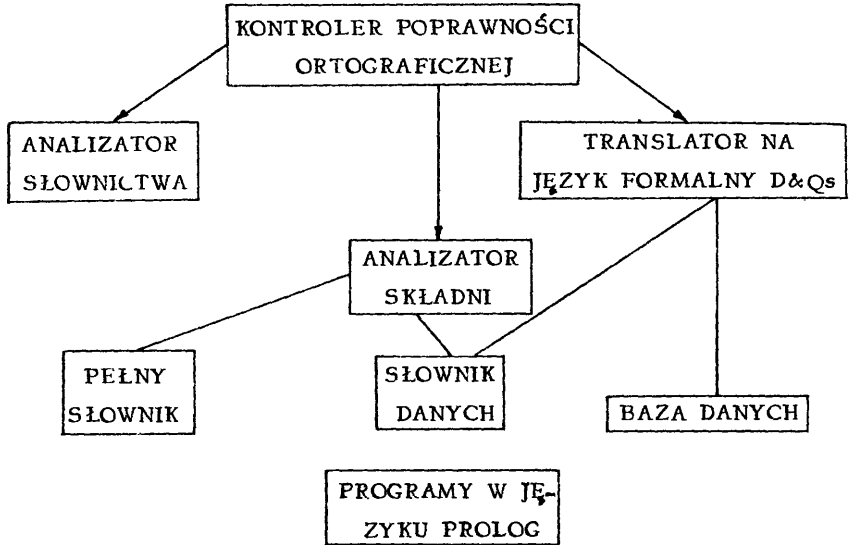 KONTROLER POPRAWNOŚCI
ORTOGRAFICZNEJ
ANALIZATOR
SŁOWNICTWA
TRANSLATOR NA
JĘZYK FORMALNY D&Qs
ANALIZATOR
SKŁADNI
PEŁNY
SŁOWNIK
SŁOWNIK
DANYCH
BAZA DANYCH
PROGRAMY W JĘ-
ZYKU PROLOG